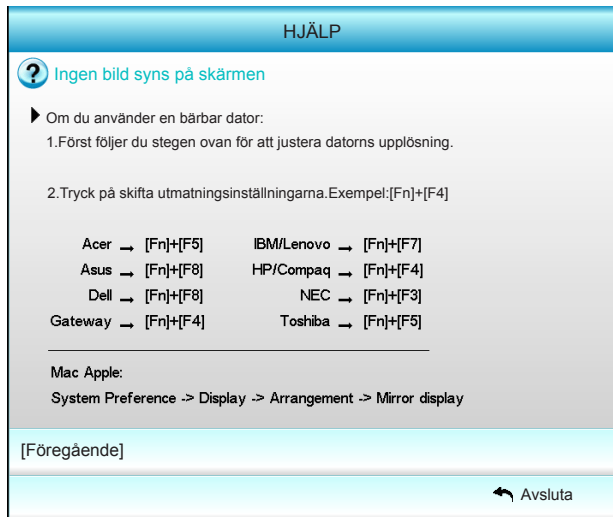 HJÄLP
? Ingen bild syns på skärmen
Om du använder en bärbar dator:
1.Först följer du stegen ovan för att justera datorns upplösning.
2.Tryck på skifta utmatningsinställningarna.Exempel:[Fn]+[F4]
Acer → [Fn]+[F5] IBM/Lenovo → [Fn]+[F7]
Asus → [Fn]+[F8] HP/Compaq → [Fn]+[F4]
Dell → [Fn]+[F8] NEC → [Fn]+[F3]
Gateway → [Fn]+[F4] Toshiba → [Fn]+[F5]
Mac Apple:
System Preference -> Display -> Arrangement -> Mirror display
[Föregående]
Avsluta